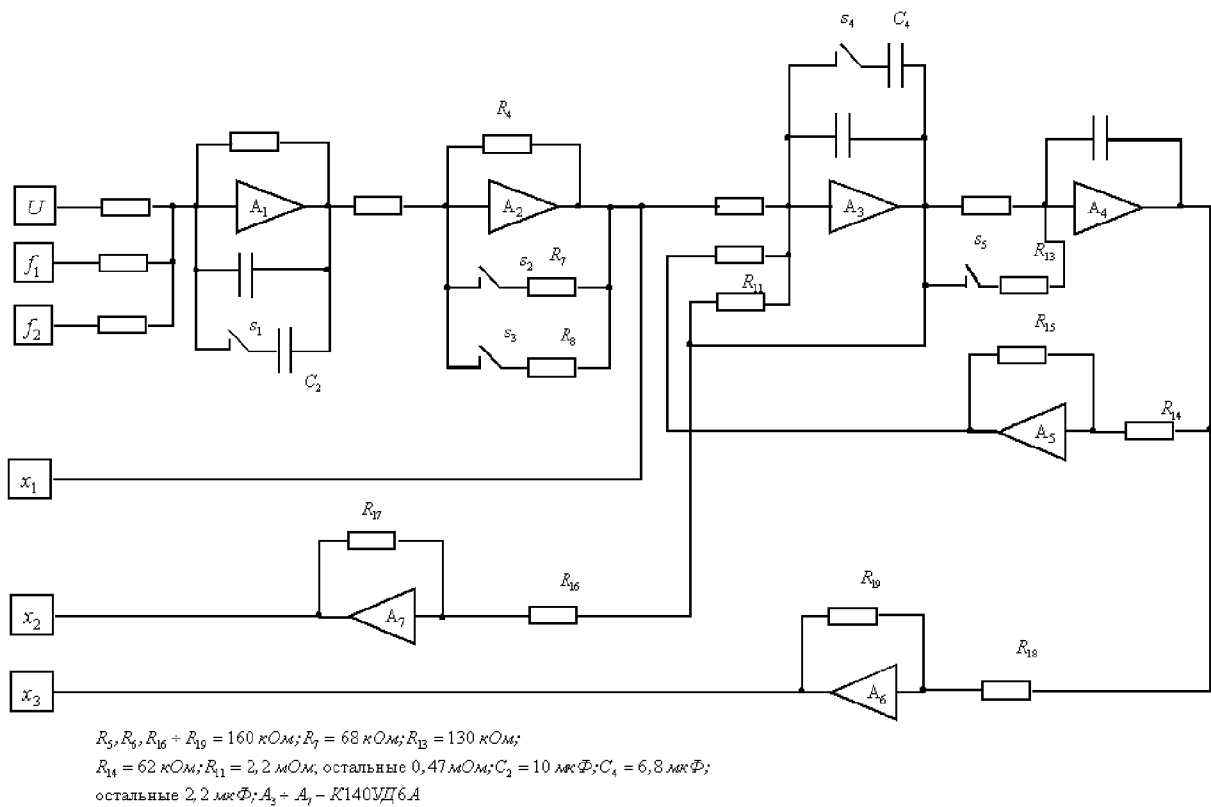 s₄ C₄
R₄
U A₁ A₂ A₃ A₄
f₁ s₂ R₇ s₅ R₁₃
R₁₁
f₂ s₁ s₃ R₈ R₁₅
C₂
A₅ R₁₄
x₁
R₁₇
R₁₆ R₁₉
x₂ A₇
R₁₈
x₃ A₆
R₅, R₆, R₁₆ ÷ R₁₉ = 160 кОм; R₇ = 68 кОм; R₁₃ = 130 кОм;
R₁₄ = 62 кОм; R₁₁ = 2,2 мОм; остальные 0,47 мОм; C₂ = 10 мкФ; C₄ = 6,8 мкФ;
остальные 2,2 мкФ; A₃ ÷ A₇ − К140УД6А